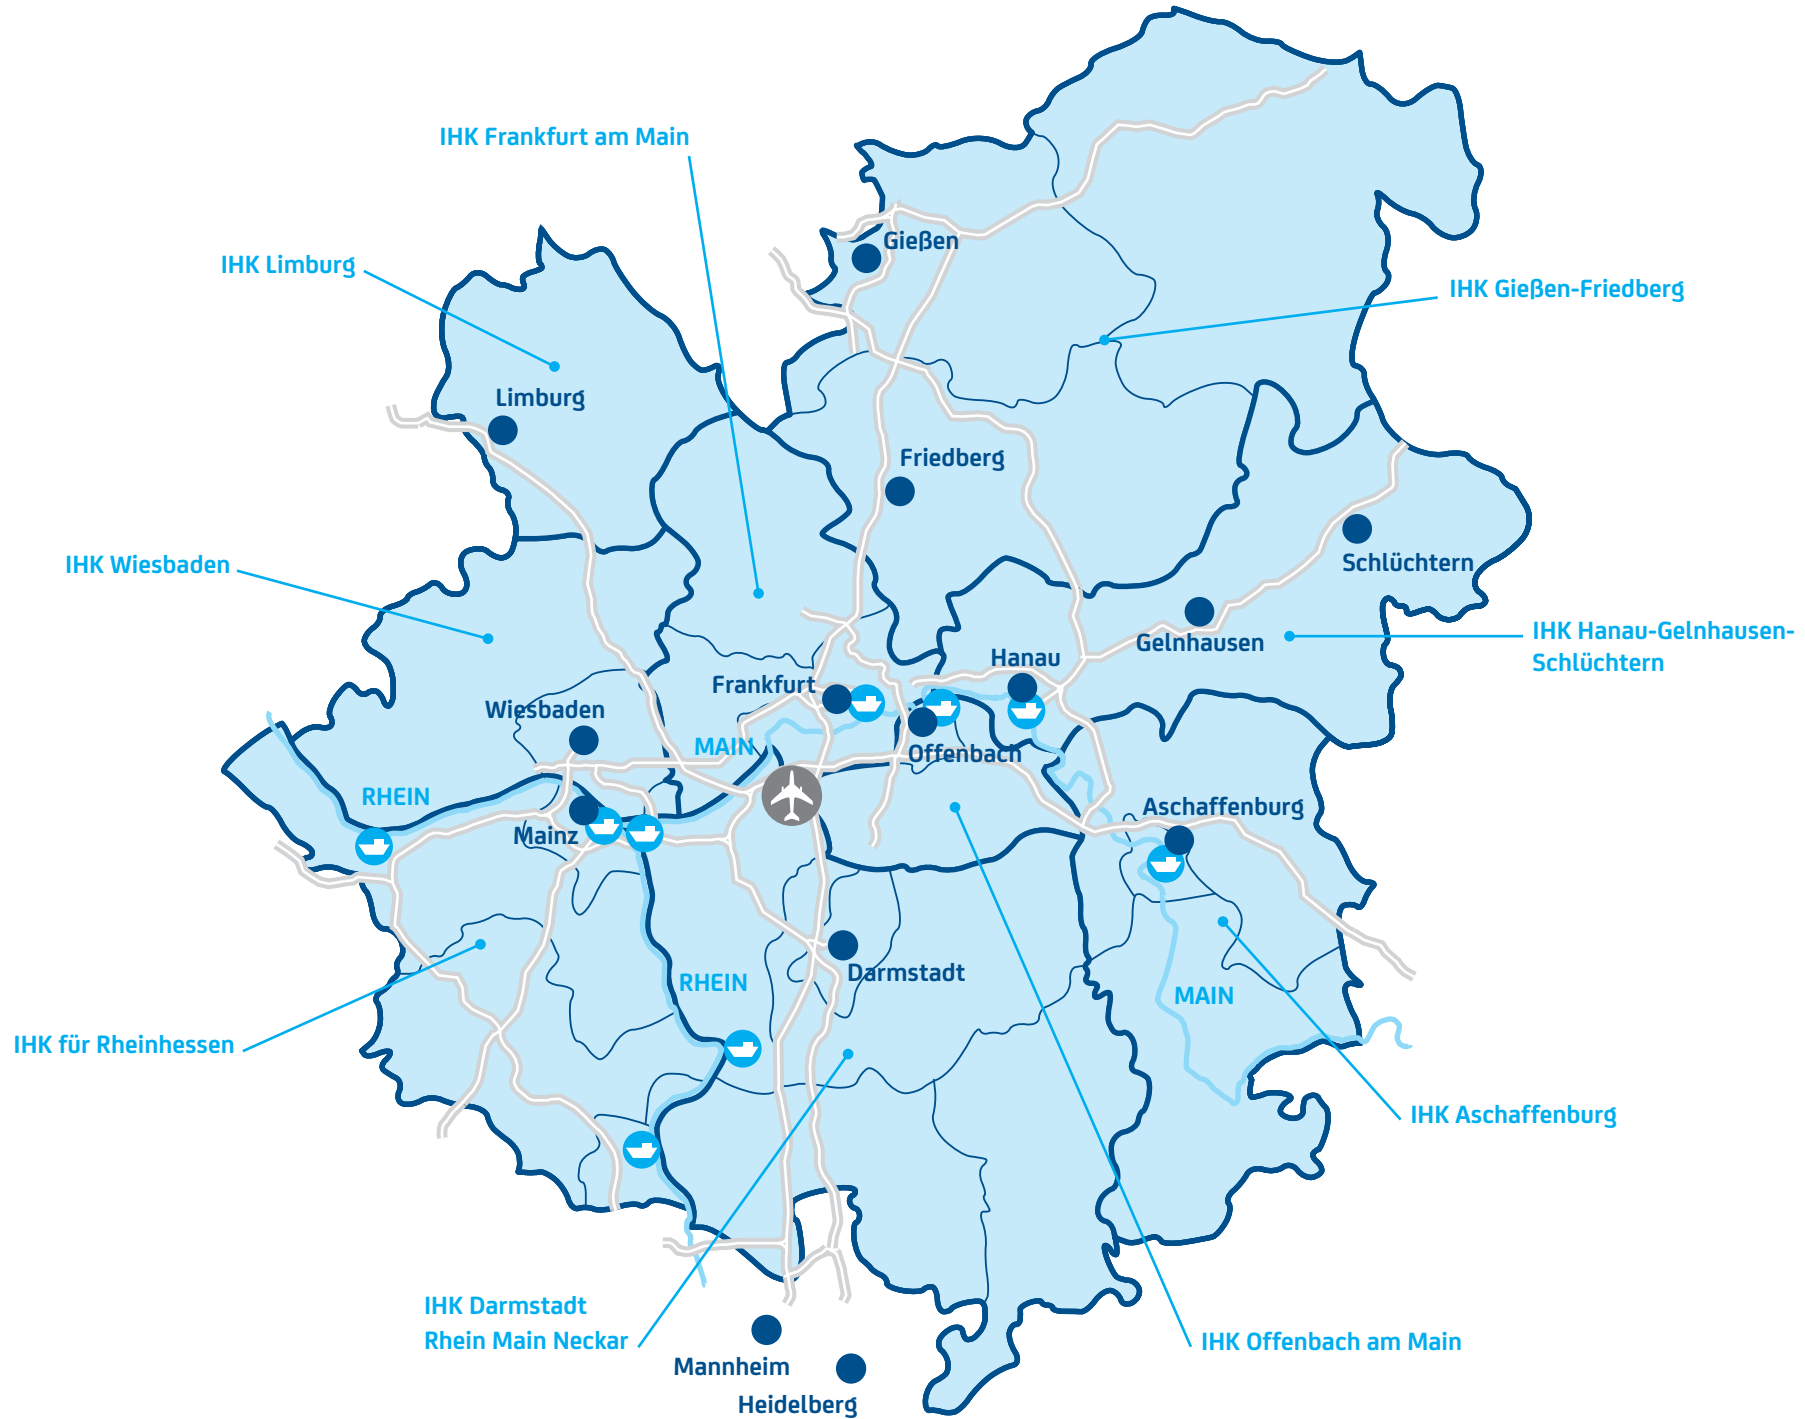 IHK Frankfurt am Main
Gießen
IHK Limburg
IHK Gießen-Friedberg
Limburg
Friedberg
IHK Wiesbaden
Schlüchtern
IHK Hanau-Gelnhausen-
Schlüchtern
Gelnhausen
Hanau
Frankfurt
Wiesbaden
MAIN
Offenbach
RHEIN
Aschaffenburg
Mainz
Darmstadt
RHEIN
MAIN
IHK für Rheinhessen
IHK Aschaffenburg
IHK Darmstadt
Rhein Main Neckar
IHK Offenbach am Main
Mannheim
Heidelberg